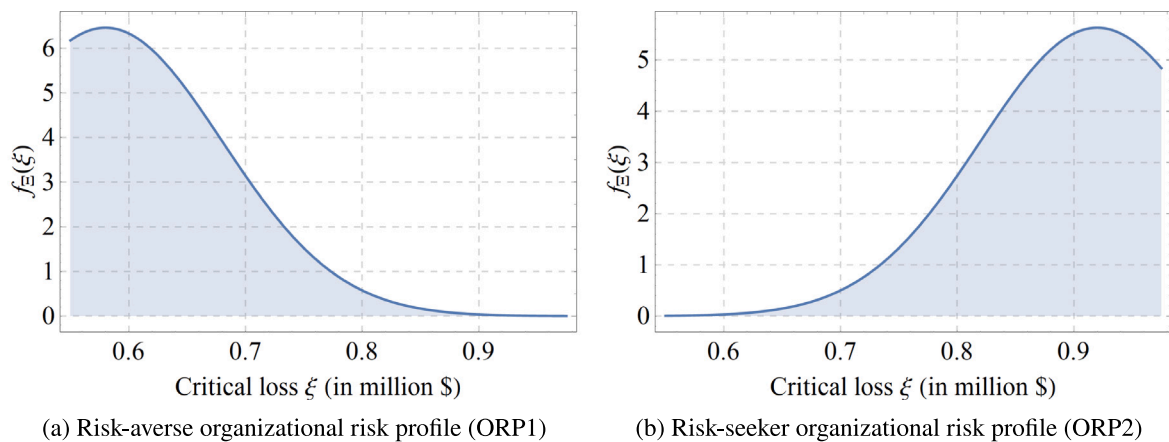 6
5
4
3
2
1
0
f_Ξ(ξ)
0.6 0.7 0.8 0.9
Critical loss ξ (in million $)
(a) Risk-averse organizational risk profile (ORP1)
5
4
3
2
1
0
f_Ξ(ξ)
0.6 0.7 0.8 0.9
Critical loss ξ (in million $)
(b) Risk-seeker organizational risk profile (ORP2)